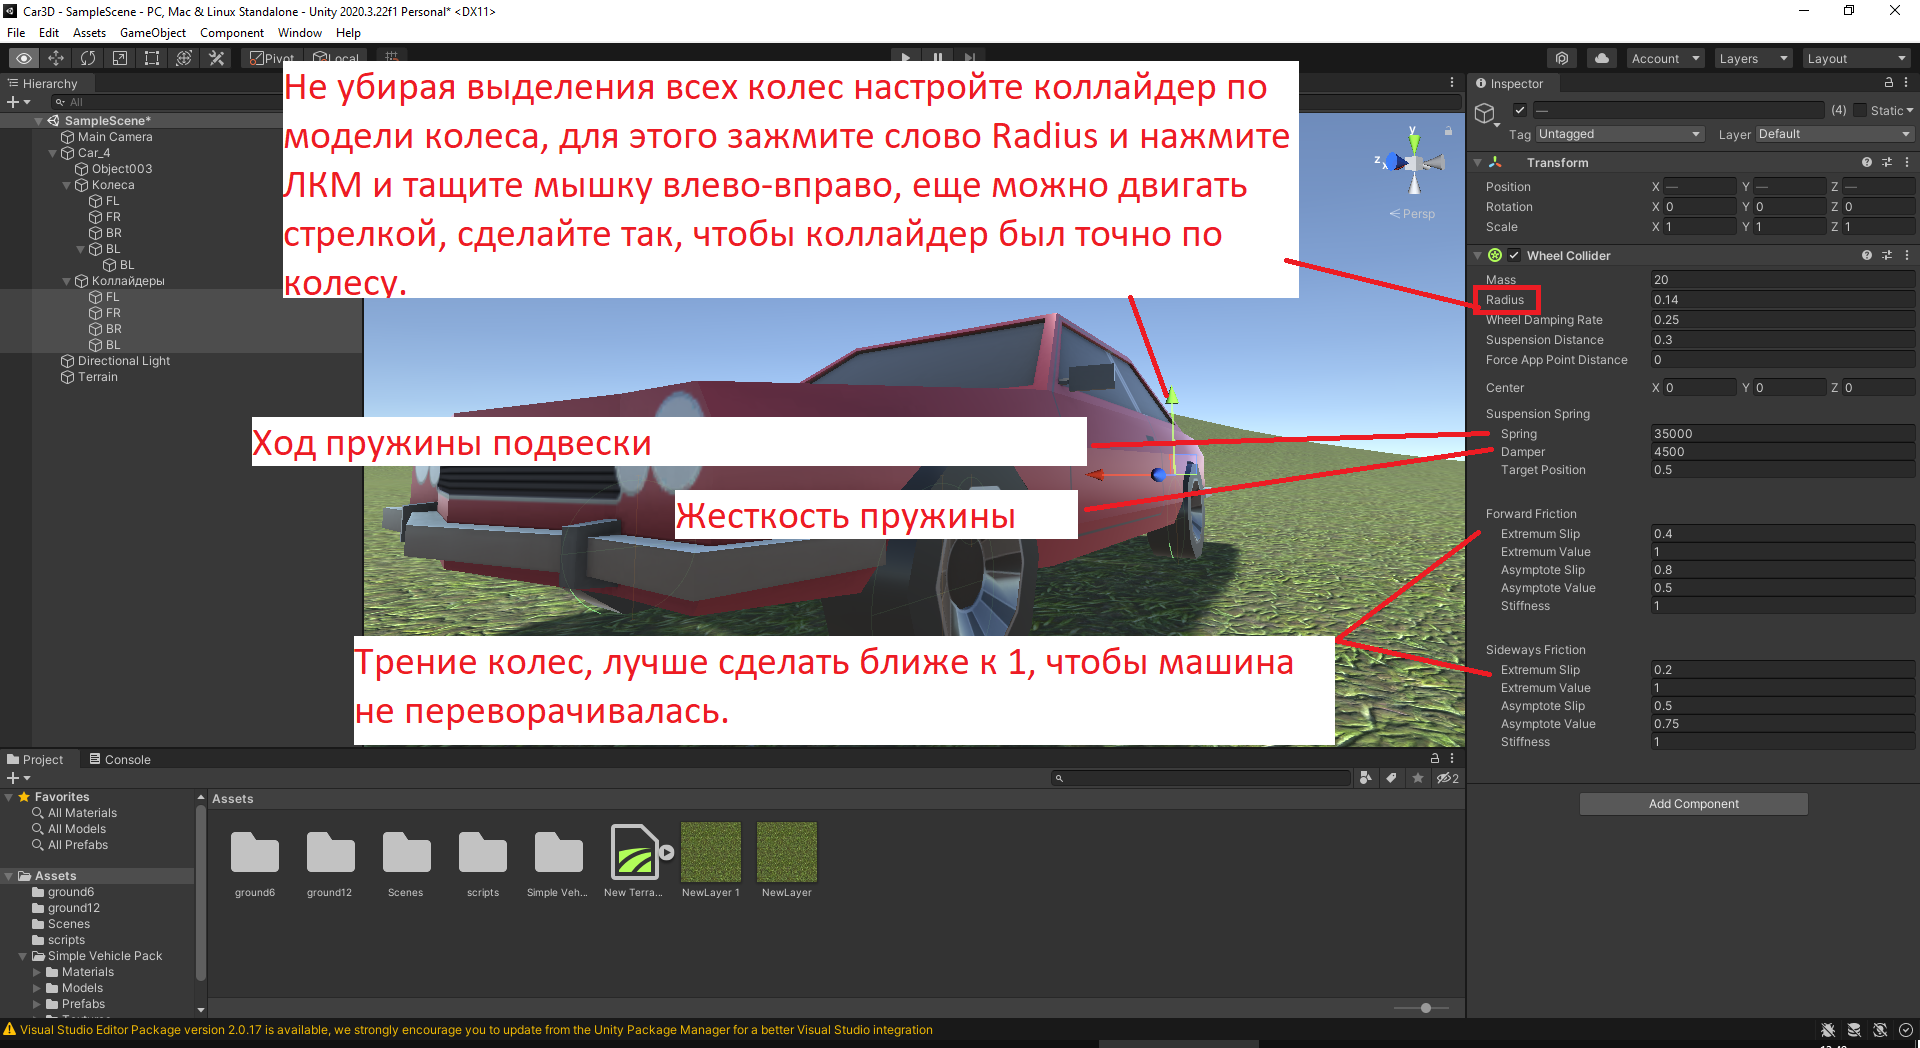 Car3D - SampleScene - PC, Mac & Linux Standalone - Unity 2020.3.22f1 Personal* <DX11>
File Edit Assets GameObject Component Window Help
Pivot Local Account Layers Layout
Hierarchy
All
SampleScene*
Main Camera
Car_4
Object003
Колеса
FL
FR
BR
BL
BL
Коллайдеры
FL
FR
BR
BL
Directional Light
Terrain
Не убирая выделения всех колес настройте коллайдер по
модели колеса, для этого зажмите слово Radius и нажмите
ЛКМ и тащите мышку влево-вправо, еще можно двигать
стрелкой, сделайте так, чтобы коллайдер был точно по
колесу.
y
z x
Persp
Ход пружины подвески
Жесткость пружины
Трение колес, лучше сделать ближе к 1, чтобы машина
не переворачивалась.
Inspector
— (4) Static
Tag Untagged Layer Default
Transform
Position X — Y — Z —
Rotation X 0 Y 0 Z 0
Scale X 1 Y 1 Z 1
Wheel Collider
Mass 20
Radius 0.14
Wheel Damping Rate 0.25
Suspension Distance 0.3
Force App Point Distance 0
Center X 0 Y 0 Z 0
Suspension Spring
Spring 35000
Damper 4500
Target Position 0.5
Forward Friction
Extremum Slip 0.4
Extremum Value 1
Asymptote Slip 0.8
Asymptote Value 0.5
Stiffness 1
Sideways Friction
Extremum Slip 0.2
Extremum Value 1
Asymptote Slip 0.5
Asymptote Value 0.75
Stiffness 1
Add Component
Project Console
2
Favorites
All Materials
All Models
All Prefabs
Assets
ground6
ground12
Scenes
scripts
Simple Vehicle Pack
Materials
Models
Prefabs
Assets
ground6 ground12 Scenes scripts Simple Veh... New Terra... NewLayer 1 NewLayer
Visual Studio Editor Package version 2.0.17 is available, we strongly encourage you to update from the Unity Package Manager for a better Visual Studio integration